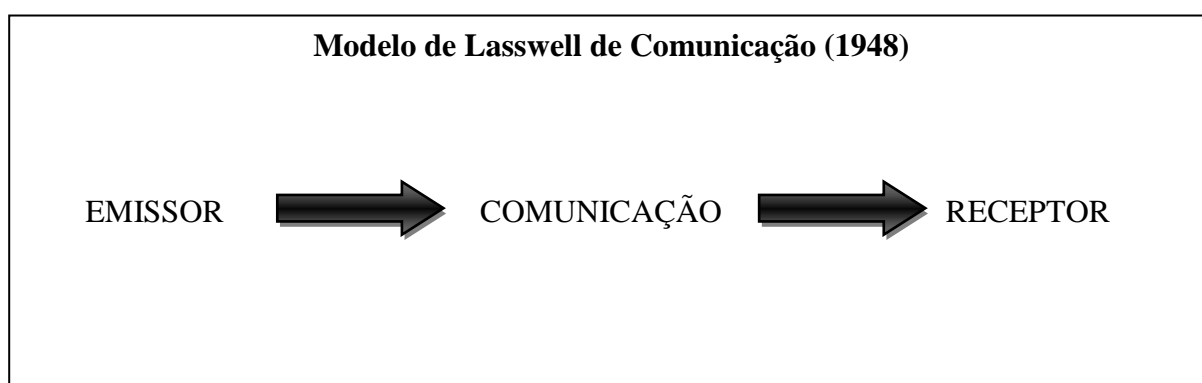 Modelo de Lasswell de Comunicação (1948)
EMISSOR COMUNICAÇÃO RECEPTOR